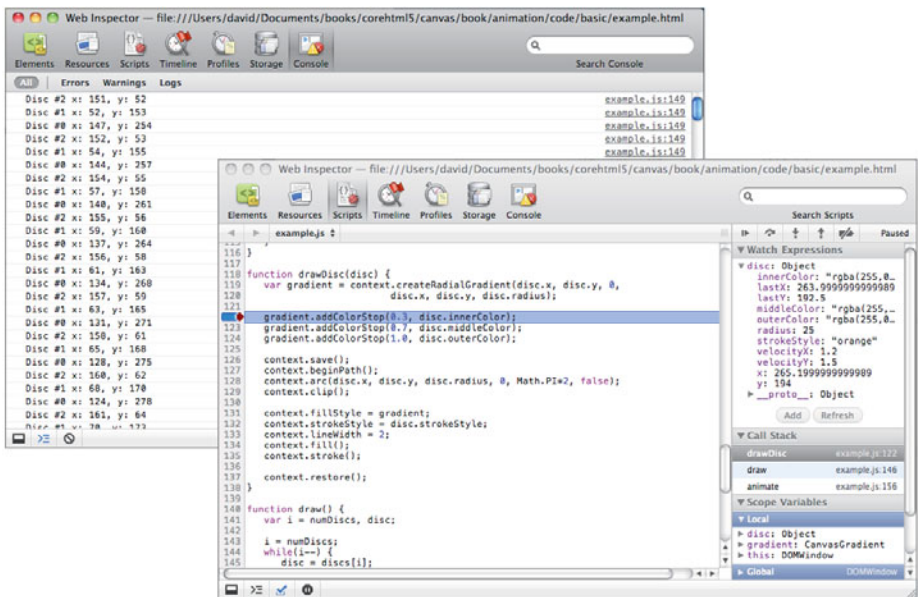 Web Inspector — file:///Users/david/Documents/books/corehtml5/canvas/book/animation/code/basic/example.html
Elements Resources Scripts Timeline Profiles Storage Console Search Console
All Errors Warnings Logs
Disc #2 x: 151, y: 52 example.js:149
Disc #1 x: 52, y: 153 example.js:149
Disc #0 x: 147, y: 254 example.js:149
Disc #2 x: 152, y: 53 example.js:149
Disc #1 x: 54, y: 155 example.js:149
Disc #0 x: 144, y: 257
Disc #2 x: 154, y: 55
Disc #1 x: 57, y: 158
Disc #0 x: 140, y: 261
Disc #2 x: 155, y: 56
Disc #1 x: 59, y: 160
Disc #0 x: 137, y: 264
Disc #2 x: 156, y: 58
Disc #1 x: 61, y: 163
Disc #0 x: 134, y: 268
Disc #2 x: 157, y: 59
Disc #1 x: 63, y: 165
Disc #0 x: 131, y: 271
Disc #2 x: 158, y: 61
Disc #1 x: 65, y: 168
Disc #0 x: 128, y: 275
Disc #2 x: 160, y: 62
Disc #1 x: 68, y: 170
Disc #0 x: 124, y: 278
Disc #2 x: 161, y: 64
Disc #1 x: 70, y: 173
Web Inspector — file:///Users/david/Documents/books/corehtml5/canvas/book/animation/code/basic/example.html
Elements Resources Scripts Timeline Profiles Storage Console Search Scripts
example.js Paused
116 }
117
118 function drawDisc(disc) {
119 var gradient = context.createRadialGradient(disc.x, disc.y, 0,
120 disc.x, disc.y, disc.radius);
121
gradient.addColorStop(0.3, disc.innerColor);
123 gradient.addColorStop(0.7, disc.middleColor);
124 gradient.addColorStop(1.0, disc.outerColor);
125
126 context.save();
127 context.beginPath();
128 context.arc(disc.x, disc.y, disc.radius, 0, Math.PI*2, false);
129 context.clip();
130
131 context.fillStyle = gradient;
132 context.strokeStyle = disc.strokeStyle;
133 context.lineWidth = 2;
134 context.fill();
135 context.stroke();
136
137 context.restore();
138 }
139
140 function draw() {
141 var i = numDiscs, disc;
142
143 i = numDiscs;
144 while(i--) {
145 disc = discs[i];
Watch Expressions
disc: Object
innerColor: "rgba(255,0…
lastX: 263.9999999999989
lastY: 192.5
middleColor: "rgba(255,…
outerColor: "rgba(255,0…
radius: 25
strokeStyle: "orange"
velocityX: 1.2
velocityY: 1.5
x: 265.1999999999989
y: 194
__proto__: Object
Add Refresh
Call Stack
drawDisc example.js:122
draw example.js:146
animate example.js:156
Scope Variables
Local
disc: Object
gradient: CanvasGradient
this: DOMWindow
Global DOMWindow